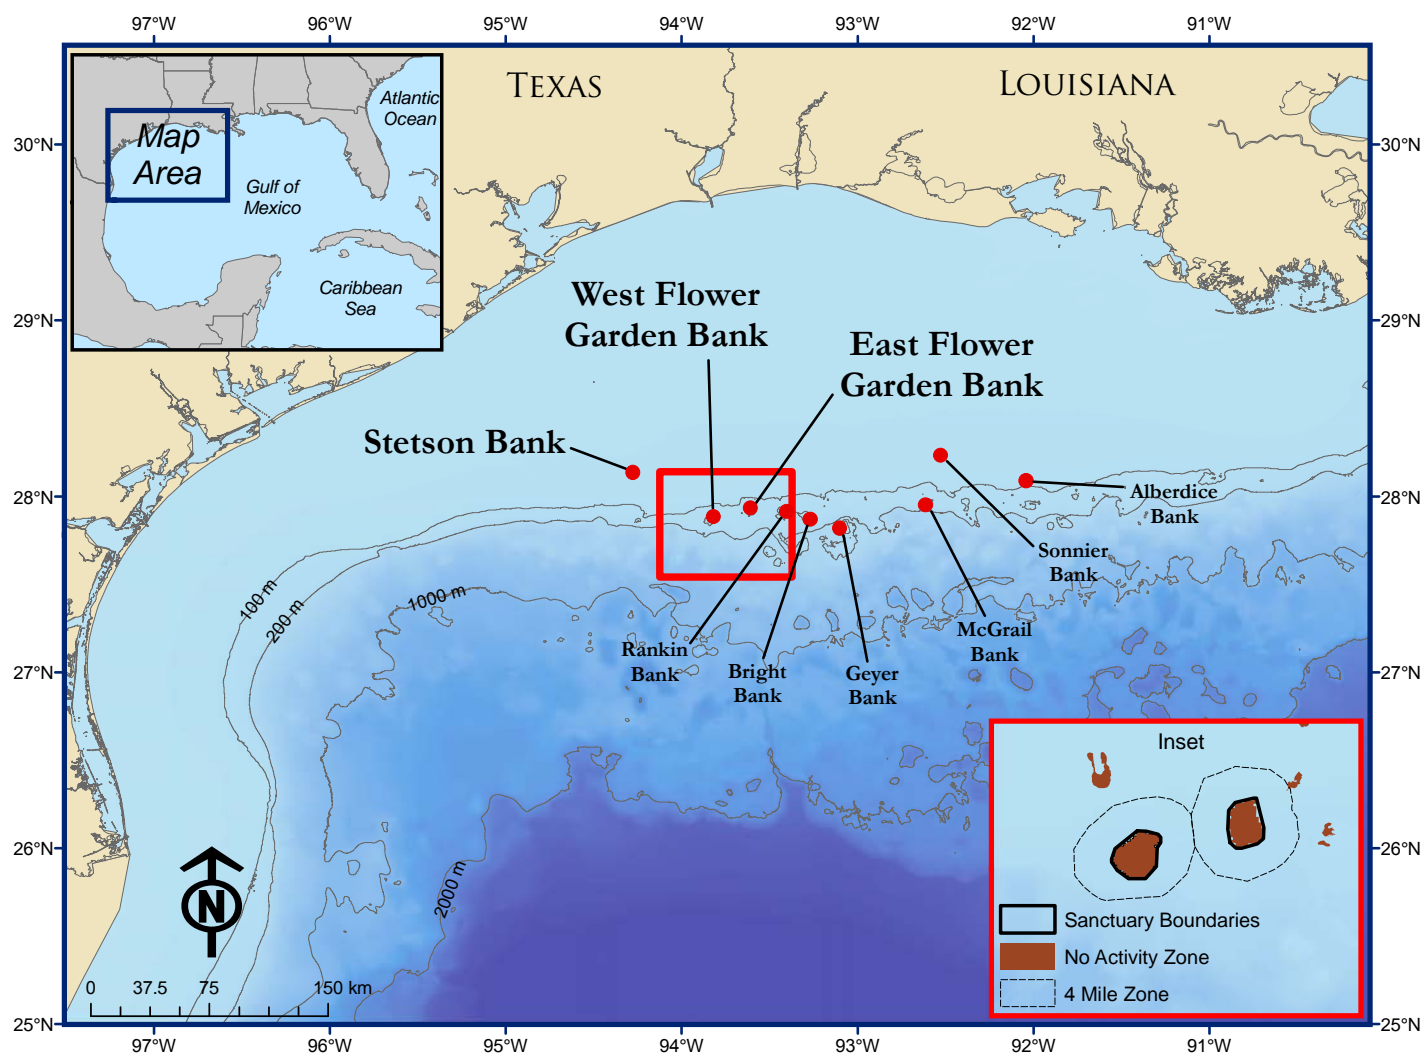 97°W 96°W 95°W 94°W 93°W 92°W 91°W
TEXAS
LOUISIANA
Atlantic
Ocean
Map
Area
Gulf of
Mexico
Caribbean
Sea
30°N
30°N
29°N
29°N
28°N
28°N
27°N
27°N
26°N
26°N
25°N
25°N
West Flower
Garden Bank
East Flower
Garden Bank
Stetson Bank
Alberdice
Bank
Sonnier
Bank
McGrail
Bank
Rankin
Bank
Bright
Bank
Geyer
Bank
100 m
200 m
1000 m
2000 m
N
0 37.5 75 150 km
Inset
Sanctuary Boundaries
No Activity Zone
4 Mile Zone
97°W 96°W 95°W 94°W 93°W 92°W 91°W